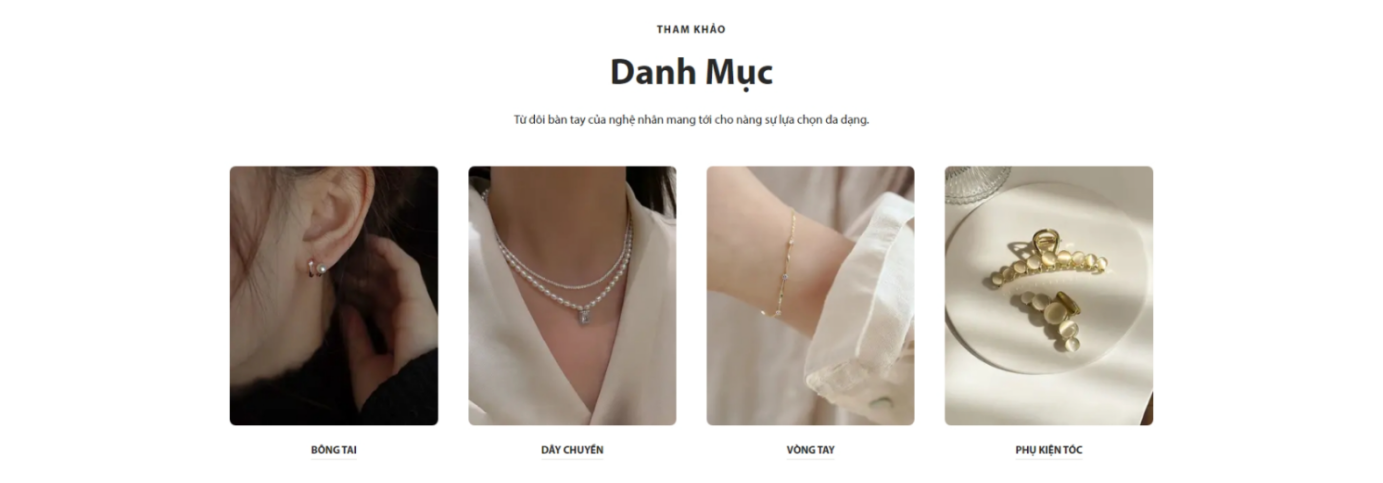 THAM KHẢO
Danh Mục
Từ đôi bàn tay của nghệ nhân mang tới cho nàng sự lựa chọn đa dạng.
BÔNG TAI
DÂY CHUYỀN
VÒNG TAY
PHỤ KIỆN TÓC